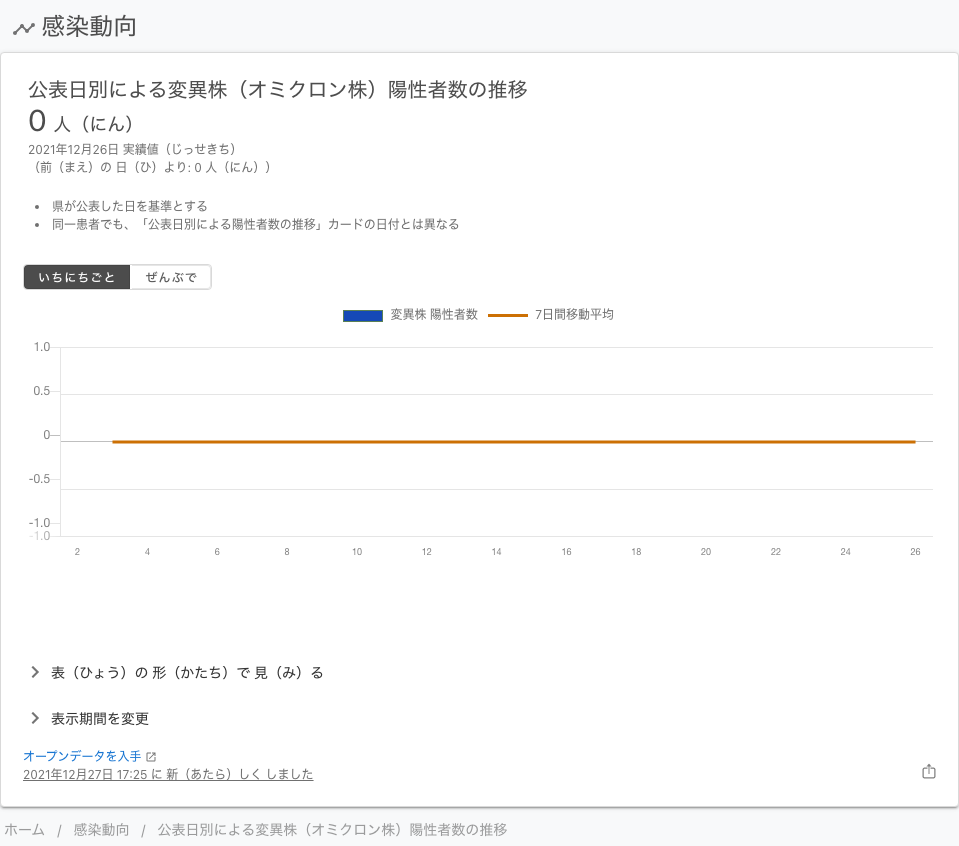 感染動向
公表日別による変異株（オミクロン株）陽性者数の推移
0 人（にん）
2021年12月26日 実績値（じっせきち）
（前（まえ）の 日（ひ）より: 0 人（にん））
• 県が公表した日を基準とする
• 同一患者でも、「公表日別による陽性者数の推移」カードの日付とは異なる
いちにちごと ぜんぶで
変異株 陽性者数 7日間移動平均
1.0
0.5
0
-0.5
-1.0
-1.0
2 4 6 8 10 12 14 16 18 20 22 24 26
表（ひょう）の 形（かたち）で 見（み）る
表示期間を変更
オープンデータを入手
2021年12月27日 17:25 に 新（あたら）しく しました
ホーム / 感染動向 / 公表日別による変異株（オミクロン株）陽性者数の推移